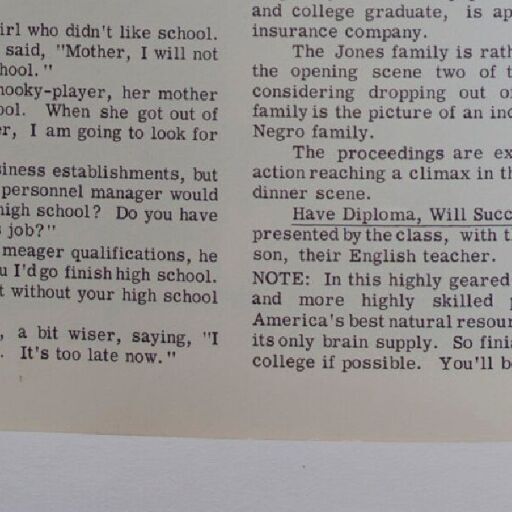 irl who didn't like school.
said, "Mother, I will not
hool."
ooky-player, her mother
ool. When she got out of
er, I am going to look for
iness establishments, but
personnel manager would
high school? Do you have
job?"
meager qualifications, he
u I'd go finish high school.
t without your high school
, a bit wiser, saying, "I
. It's too late now."
and college graduate, is ap
insurance company.
The Jones family is rath
the opening scene two of t
considering dropping out of
family is the picture of an inc
Negro family.
The proceedings are ex
action reaching a climax in th
dinner scene.
Have Diploma, Will Succ
presented by the class, with t
son, their English teacher.
NOTE: In this highly geared
and more highly skilled p
America's best natural resour
its only brain supply. So fini
college if possible. You'll b